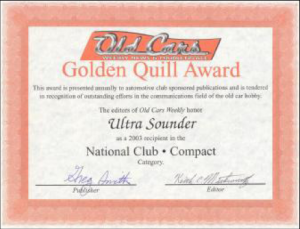 Old Cars
Golden Quill Award
This award is presented annually to automotive club sponsored publications and is tendered
in recognition of outstanding efforts in the communications field of the old car hobby.
The editors of Old Cars Weekly honor
Ultra Sounder
as a 2003 recipient in the
National Club • Compact
Category.
Publisher
Editor